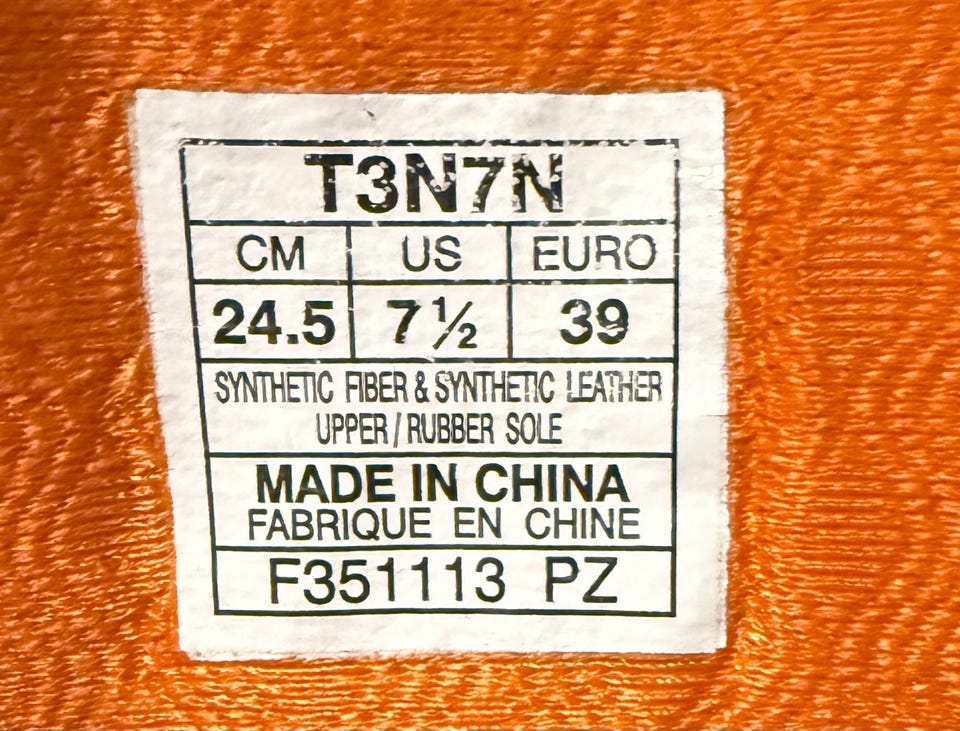 T3N7N
CM US EURO
24.5 7½ 39
SYNTHETIC FIBER & SYNTHETIC LEATHER
UPPER / RUBBER SOLE
MADE IN CHINA
FABRIQUE EN CHINE
F351113 PZ